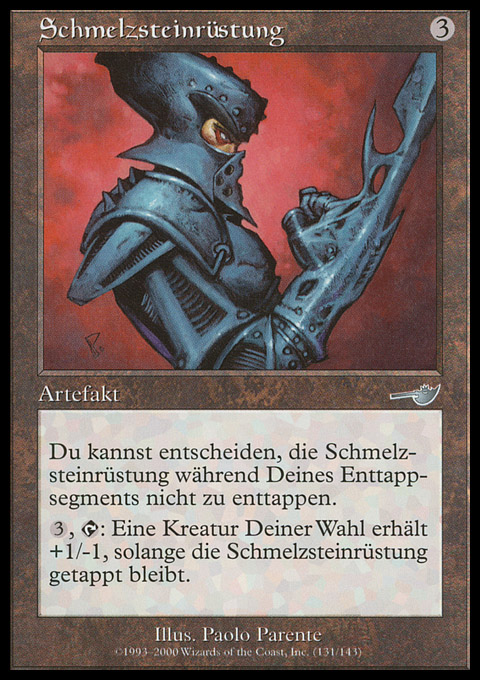 Schmelzsteinrüstung 3
Artefakt
Du kannst entscheiden, die Schmelz-
steinrüstung während Deines Enttapp-
segments nicht zu enttappen.
3, : Eine Kreatur Deiner Wahl erhält
+1/-1, solange die Schmelzsteinrüstung
getappt bleibt.
Illus. Paolo Parente
©1993–2000 Wizards of the Coast, Inc. (131/143)